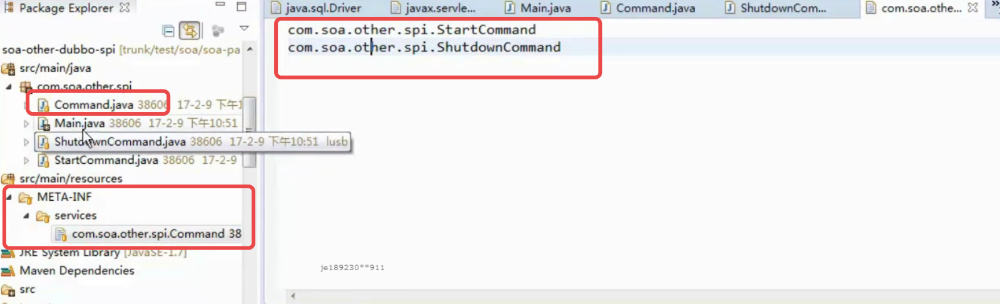 Package Explorer
java.sql.Driver
javax.servle...
Main.java
Command.java
ShutdownCom...
com.soa.othe...
com.soa.other.spi.StartCommand
com.soa.other.spi.ShutdownCommand
soa-other-dubbo-spi [trunk/test/soa/soa-pa
src/main/java
com.soa.other.spi
Command.java 38606 17-2-9 下午1
Main.java 38606 17-2-9 下午10:51
ShutdownCommand.java 38606 17-2-9 下午10:51 lusb
StartCommand.java 38606 17-2-9
src/main/resources
META-INF
services
com.soa.other.spi.Command 38
JRE System Library [JavaSE-1.7]
Maven Dependencies
src
je189230**911